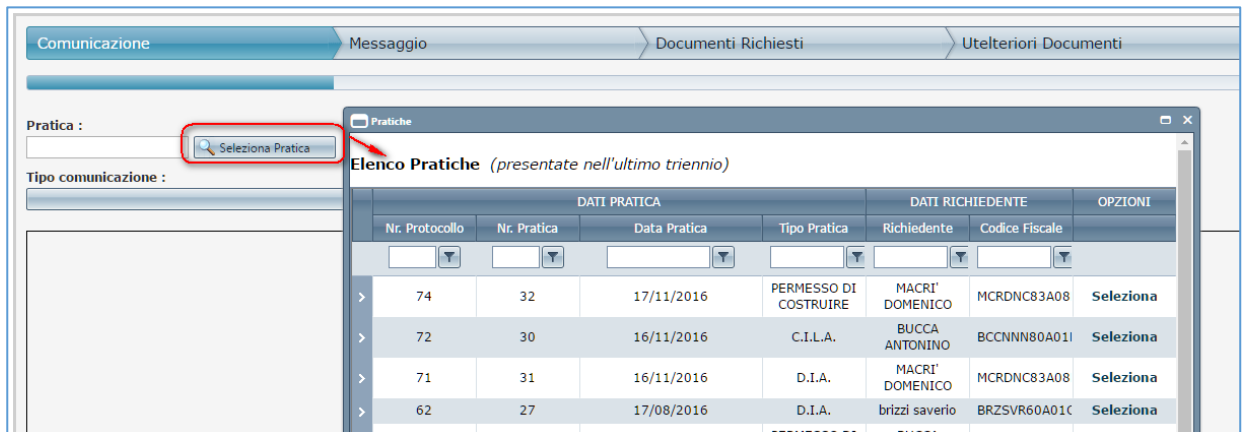 Comunicazione Messaggio Documenti Richiesti Utelteriori Documenti
Pratica :
Seleziona Pratica
Tipo comunicazione :
Pratiche
Elenco Pratiche (presentate nell'ultimo triennio)
DATI PRATICA DATI RICHIEDENTE OPZIONI
Nr. Protocollo Nr. Pratica Data Pratica Tipo Pratica Richiedente Codice Fiscale
74 32 17/11/2016 PERMESSO DI COSTRUIRE MACRI' DOMENICO MCRDNC83A08 Seleziona
72 30 16/11/2016 C.I.L.A. BUCCA ANTONINO BCCNNN80A01 Seleziona
71 31 16/11/2016 D.I.A. MACRI' DOMENICO MCRDNC83A08 Seleziona
62 27 17/08/2016 D.I.A. brizzi saverio BRZSVR60A01 Seleziona